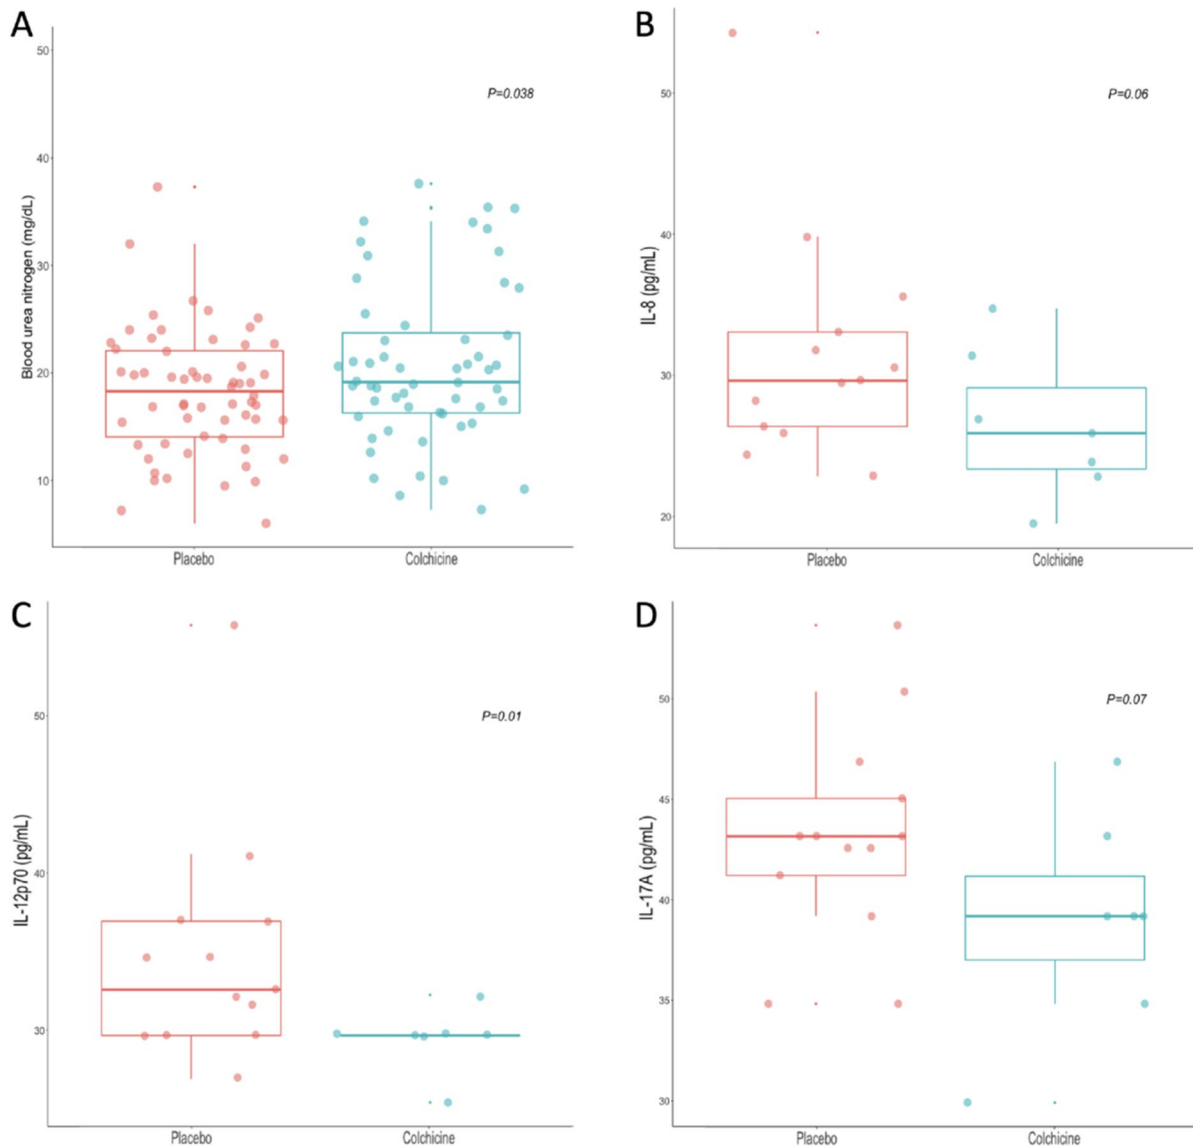 A
Blood urea nitrogen (mg/dL)
50
40
30
20
10
P=0.038
Placebo
Colchicine
B
IL-8 (pg/mL)
50
40
30
20
P=0.06
Placebo
Colchicine
C
IL-12p70 (pg/mL)
50
40
30
P=0.01
Placebo
Colchicine
D
IL-17A (pg/mL)
50
45
40
35
30
P=0.07
Placebo
Colchicine